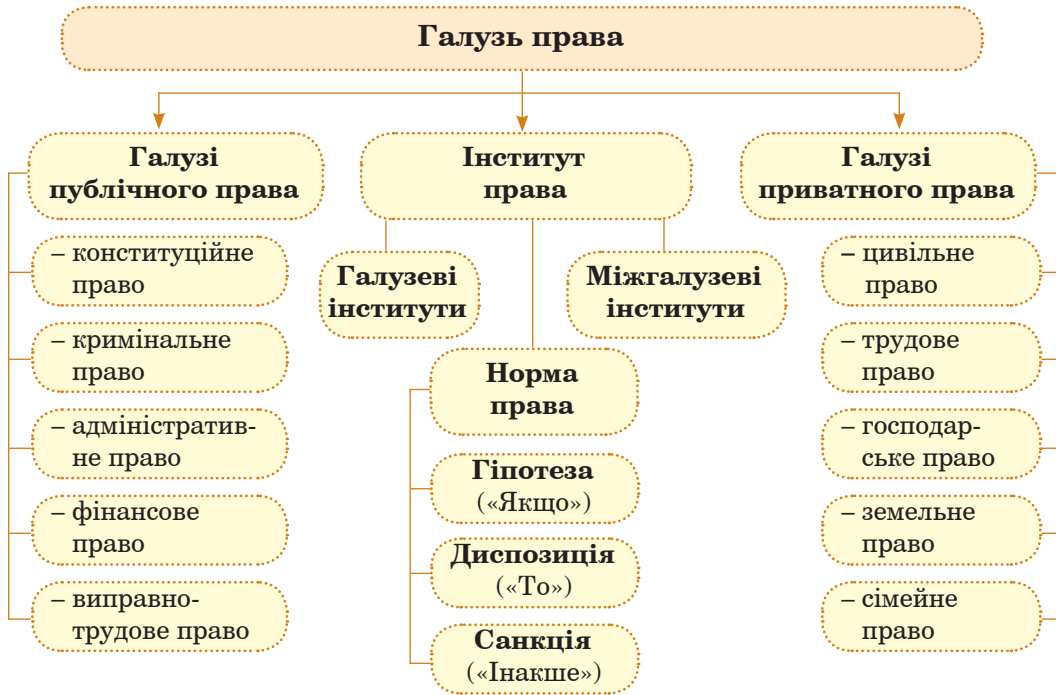 Галузь права
Галузі
публічного права
– конституційне
право
– кримінальне
право
– адміністратив-
не право
– фінансове
право
– виправно-
трудове право
Інститут
права
Галузеві
інститути
Міжгалузеві
інститути
Норма
права
Гіпотеза
(«Якщо»)
Диспозиція
(«То»)
Санкція
(«Інакше»)
Галузі
приватного права
– цивільне
право
– трудове
право
– господар-
ське право
– земельне
право
– сімейне
право